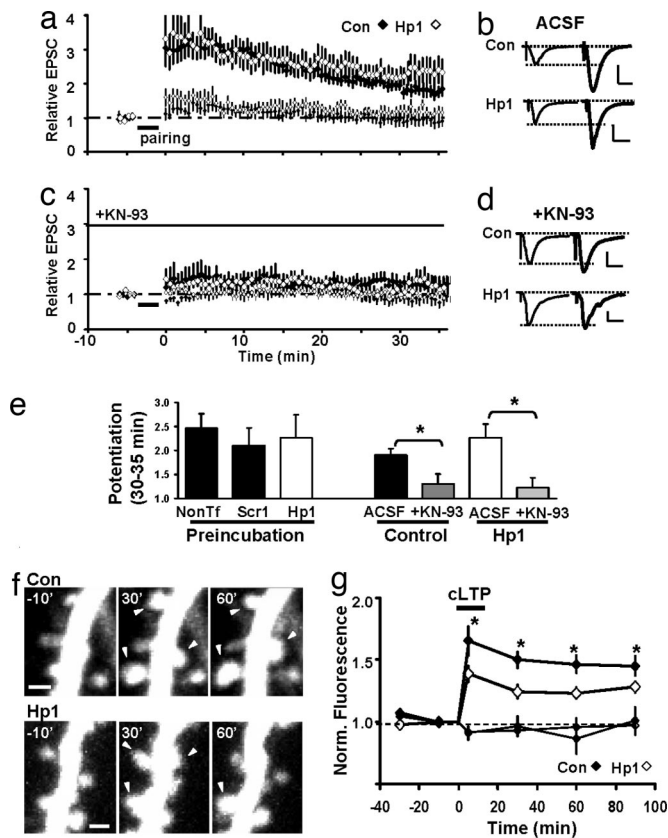 a
Con ◆ Hp1 ◇
Relative EPSC
4
3
2
1
0
pairing
b
ACSF
Con
Hp1
c
+KN-93
Relative EPSC
4
3
2
1
0
-10 0 10 20 30
Time (min)
d
+KN-93
Con
Hp1
e
*
*
Potentiation
(30-35 min)
2.5
2.0
1.5
1.0
NonTf Scr1 Hp1
ACSF +KN-93
ACSF +KN-93
Preincubation
Control
Hp1
f
Con
-10’
30’
60’
Hp1
-10’
30’
60’
g
cLTP
Norm. Fluorescence
2.0
1.5
1.0
* * * *
Con ◆ Hp1 ◇
-40 -20 0 20 40 60 80 100
Time (min)